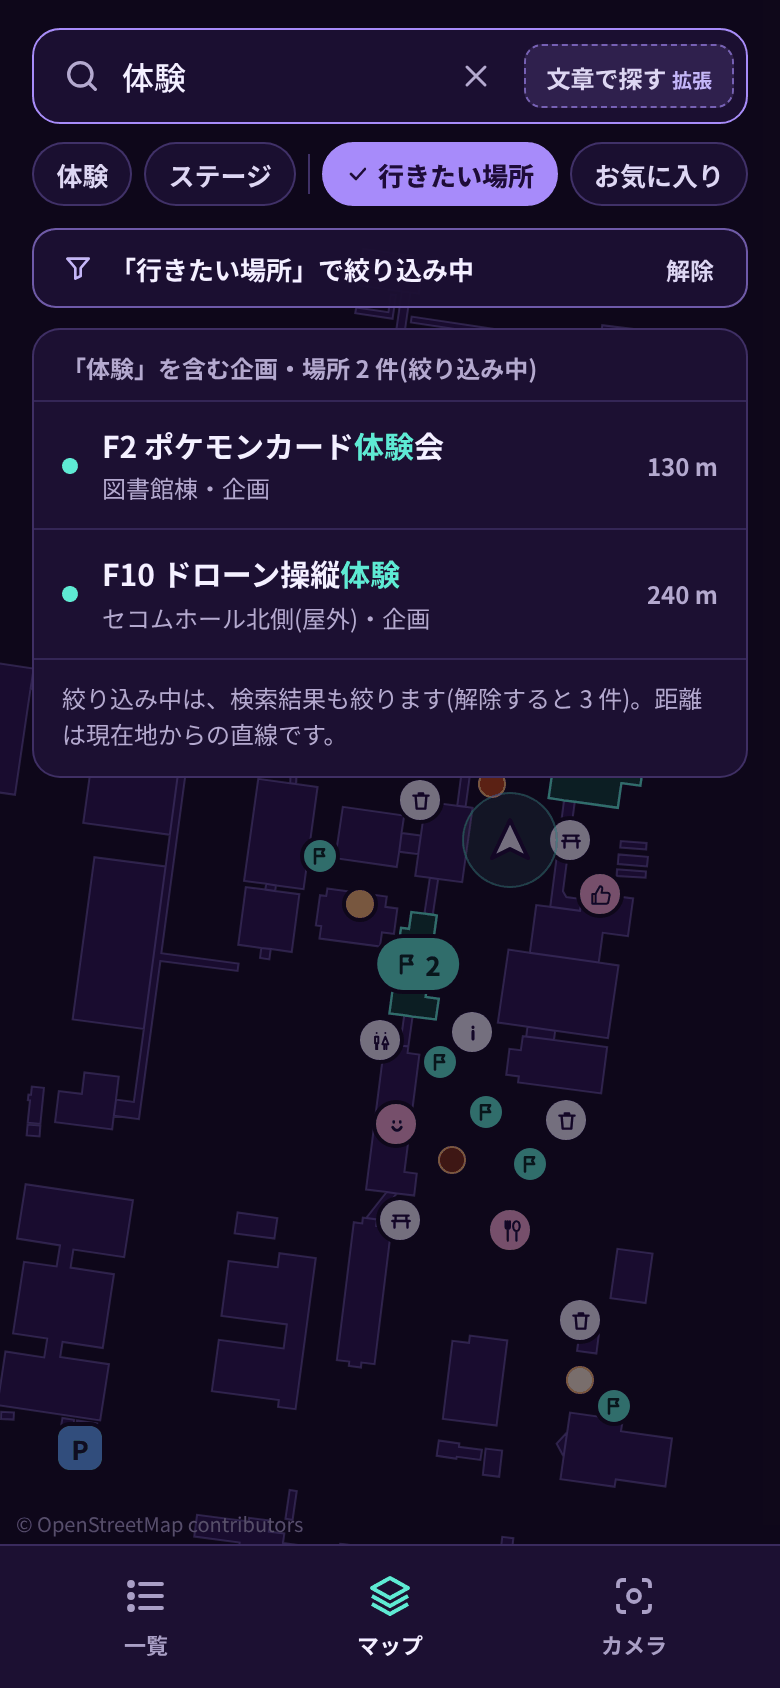 体験
文章で探す 拡張
体験
ステージ
行きたい場所
お気に入り
「行きたい場所」で絞り込み中
解除
「体験」を含む企画・場所 2 件(絞り込み中)
F2 ポケモンカード体験会
130 m
図書館棟・企画
F10 ドローン操縦体験
240 m
セコムホール北側(屋外)・企画
絞り込み中は、検索結果も絞ります(解除すると 3 件)。距離
は現在地からの直線です。
2
P
© OpenStreetMap contributors
一覧
マップ
カメラ